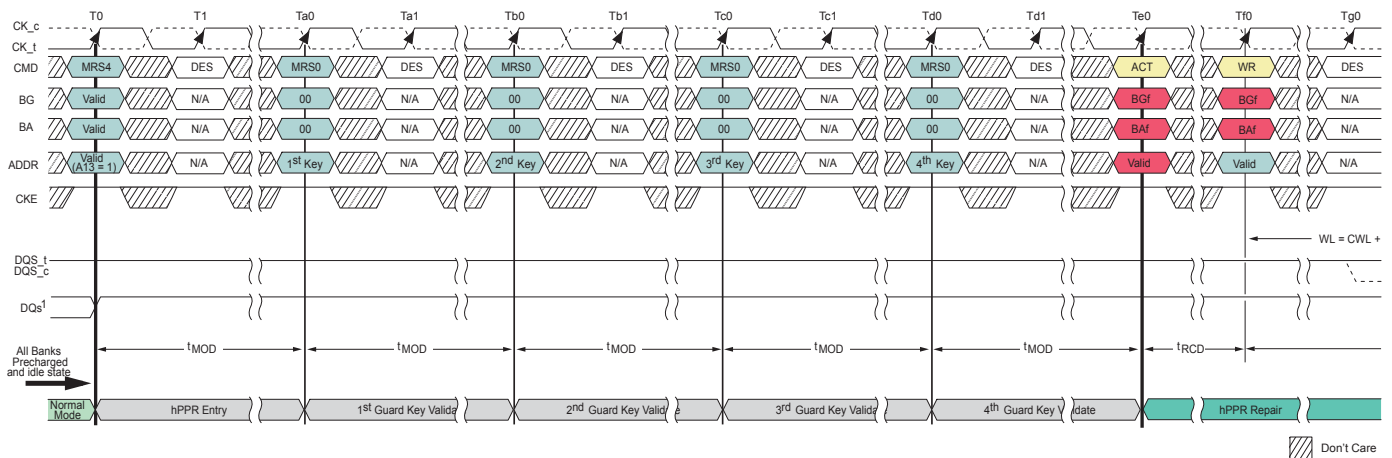 T0 T1 Ta0 Ta1 Tb0 Tb1 Tc0 Tc1 Td0 Td1 Te0 Tf0 Tg0
CK_c
CK_t
CMD MRS4 DES MRS0 DES MRS0 DES MRS0 DES MRS0 DES ACT WR DES
BG Valid N/A 00 N/A 00 N/A 00 N/A 00 N/A BGf BGf N/A
BA Valid N/A 00 N/A 00 N/A 00 N/A 00 N/A BAf BAf N/A
ADDR Valid (A13 = 1) N/A 1st Key N/A 2nd Key N/A 3rd Key N/A 4th Key N/A Valid Valid N/A
CKE
WL = CWL +
DQS_t
DQS_c
DQs1
All Banks
Precharged
and idle state
tMOD tMOD tMOD tMOD tMOD tRCD
Normal Mode hPPR Entry 1st Guard Key Valida 2nd Guard Key Valid e 3rd Guard Key Valid 4th Guard Key V idate hPPR Repair
Don't Care